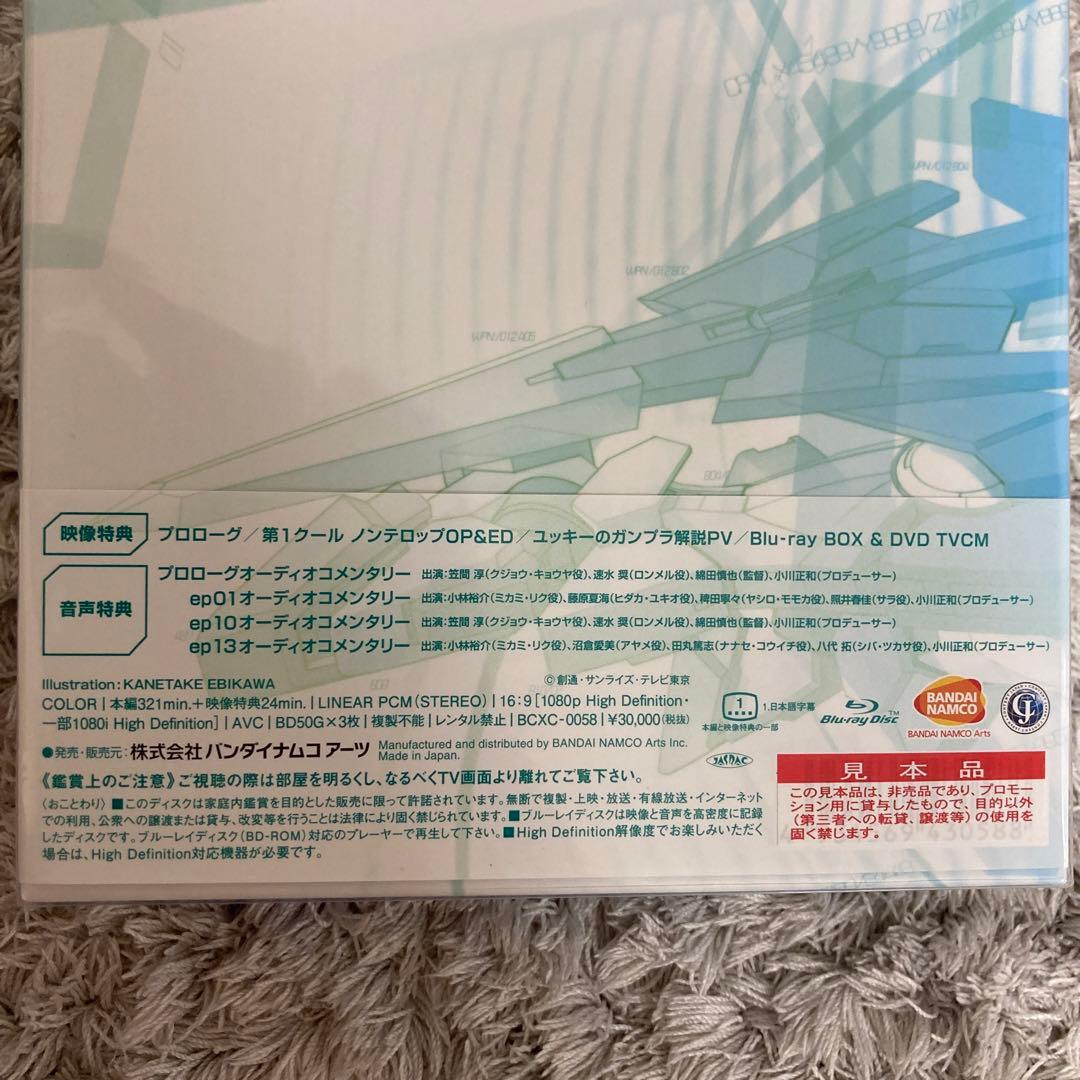 WPN/012B04
WPN/012B02
WPN/012A05
映像特典 プロローグ／第1クール ノンテロップOP&ED／ユッキーのガンプラ解説PV／Blu-ray BOX & DVD TVCM
音声特典
プロローグオーディオコメンタリー 出演：笠間 淳(クジョウ・キョウヤ役)、速水 奨(ロンメル役)、綿田慎也(監督)、小川正和(プロデューサー)
ep01オーディオコメンタリー 出演：小林裕介(ミカミ・リク役)、藤原夏海(ヒダカ・ユキオ役)、稗田寧々(ヤシロ・モモカ役)、照井春佳(サラ役)、小川正和(プロデューサー)
ep10オーディオコメンタリー 出演：笠間 淳(クジョウ・キョウヤ役)、速水 奨(ロンメル役)、綿田慎也(監督)、小川正和(プロデューサー)
ep13オーディオコメンタリー 出演：小林裕介(ミカミ・リク役)、沼倉愛美(アヤメ役)、田丸篤志(ナナセ・コウイチ役)、八代 拓(シバ・ツカサ役)、小川正和(プロデューサー)
Illustration：KANETAKE EBIKAWA ©創通・サンライズ・テレビ東京
COLOR｜本編321min.＋映像特典24min.｜LINEAR PCM(STEREO)｜16：9[1080p High Definition・
一部1080i High Definition]｜AVC｜BD50G×3枚｜複製不能｜レンタル禁止｜BCXC-0058｜¥30,000(税抜)
1
1.日本語字幕
本編と映像特典の一部
Blu-ray Disc™
BANDAI
NAMCO
BANDAI NAMCO Arts
●発売・販売元：株式会社 バンダイナムコ アーツ
Manufactured and distributed by BANDAI NAMCO Arts Inc.
Made in Japan.
JASRAC
《鑑賞上のご注意》ご視聴の際は部屋を明るくし、なるべくTV画面より離れてご覧下さい。
〈おことわり〉■このディスクは家庭内鑑賞を目的とした販売に限って許諾されています。無断で複製・上映・放送・有線放送・インターネット
での利用、公衆への譲渡または貸与、改変等を行うことは法律により固く禁じられています。■ブルーレイディスクは映像と音声を高密度に記録
したディスクです。ブルーレイディスク(BD-ROM)対応のプレーヤーで再生して下さい。■High Definition解像度でお楽しみいただく
場合は、High Definition対応機器が必要です。
見本品
この見本品は、非売品であり、プロモー
ション用に貸与したもので、目的以外
(第三者への転貸、譲渡等)の使用を
固く禁じます。